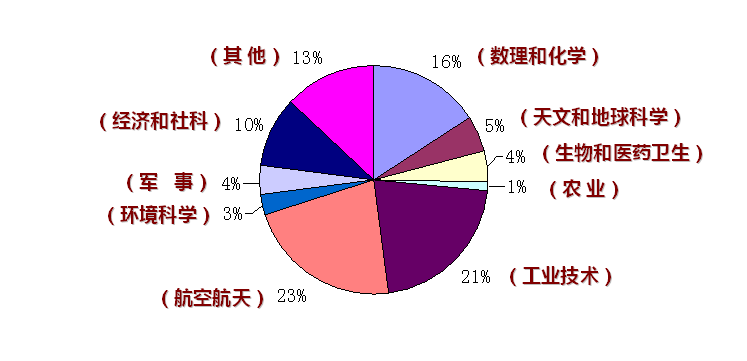 （其 他） 13%
16% （数理和化学）
（经济和社科） 10%
5% （天文和地球科学）
4% （生物和医药卫生）
（军 事） 4%
1% （农 业）
（环境科学） 3%
21% （工业技术）
（航空航天） 23%